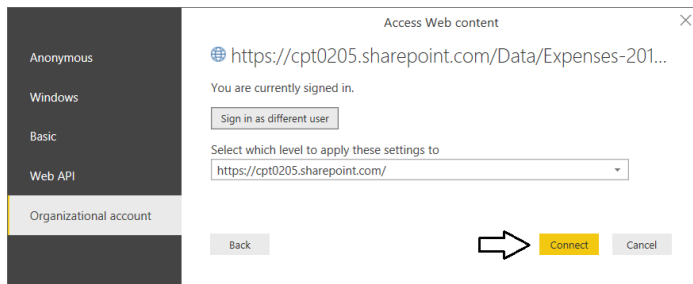 Access Web content
Anonymous
Windows
Basic
Web API
Organizational account
https://cpt0205.sharepoint.com/Data/Expenses-201...
You are currently signed in.
Sign in as different user
Select which level to apply these settings to
https://cpt0205.sharepoint.com/
Back
Connect
Cancel